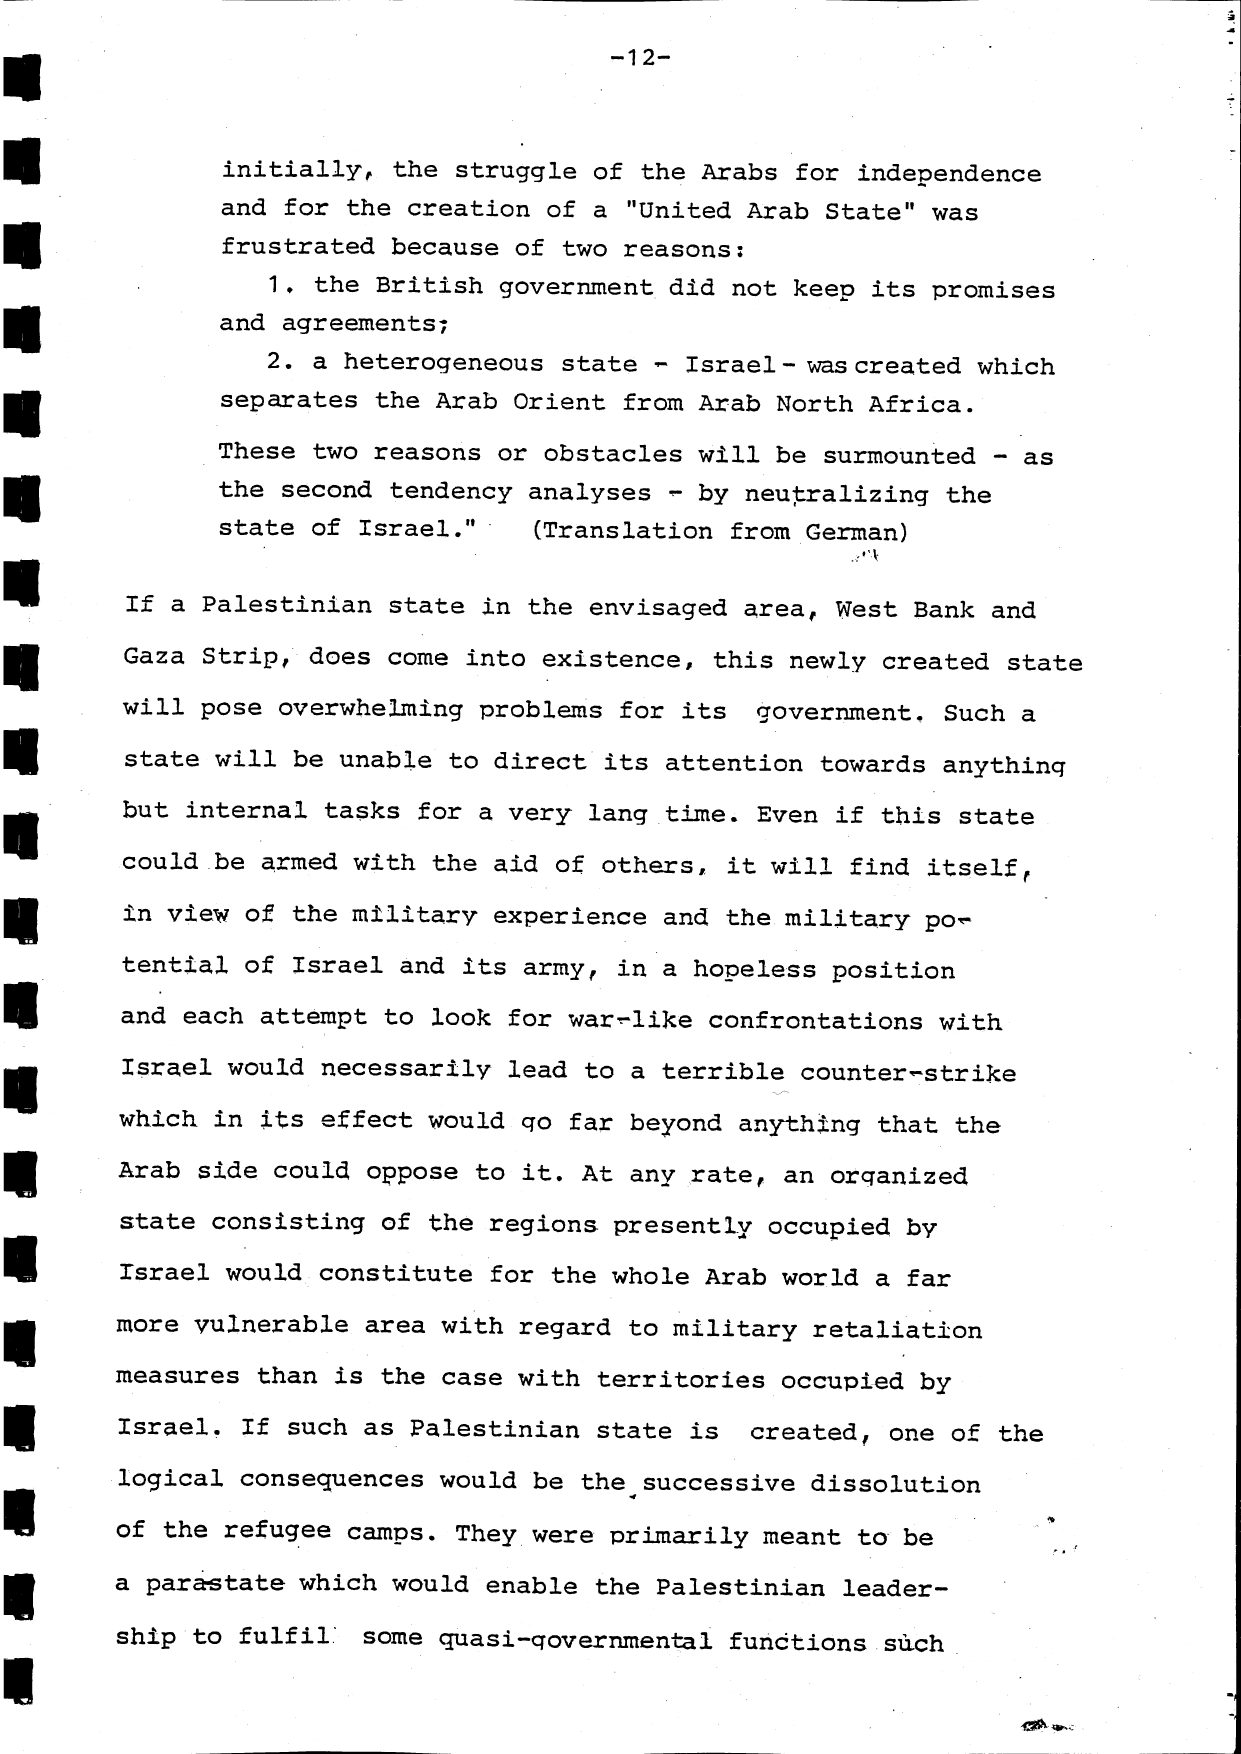 -12-
initially, the struggle of the Arabs for independence
and for the creation of a "United Arab State" was
frustrated because of two reasons:
1. the British government did not keep its promises
and agreements;
2. a heterogeneous state - Israel - was created which
separates the Arab Orient from Arab North Africa.
These two reasons or obstacles will be surmounted - as
the second tendency analyses - by neutralizing the
state of Israel." (Translation from German)
If a Palestinian state in the envisaged area, West Bank and
Gaza Strip, does come into existence, this newly created state
will pose overwhelming problems for its government. Such a
state will be unable to direct its attention towards anything
but internal tasks for a very lang time. Even if this state
could be armed with the aid of others, it will find itself,
in view of the military experience and the military po-
tential of Israel and its army, in a hopeless position
and each attempt to look for war-like confrontations with
Israel would necessarily lead to a terrible counter-strike
which in its effect would go far beyond anything that the
Arab side could oppose to it. At any rate, an organized
state consisting of the regions presently occupied by
Israel would constitute for the whole Arab world a far
more vulnerable area with regard to military retaliation
measures than is the case with territories occupied by
Israel. If such as Palestinian state is created, one of the
logical consequences would be the successive dissolution
of the refugee camps. They were primarily meant to be
a parastate which would enable the Palestinian leader-
ship to fulfil some quasi-governmental functions such